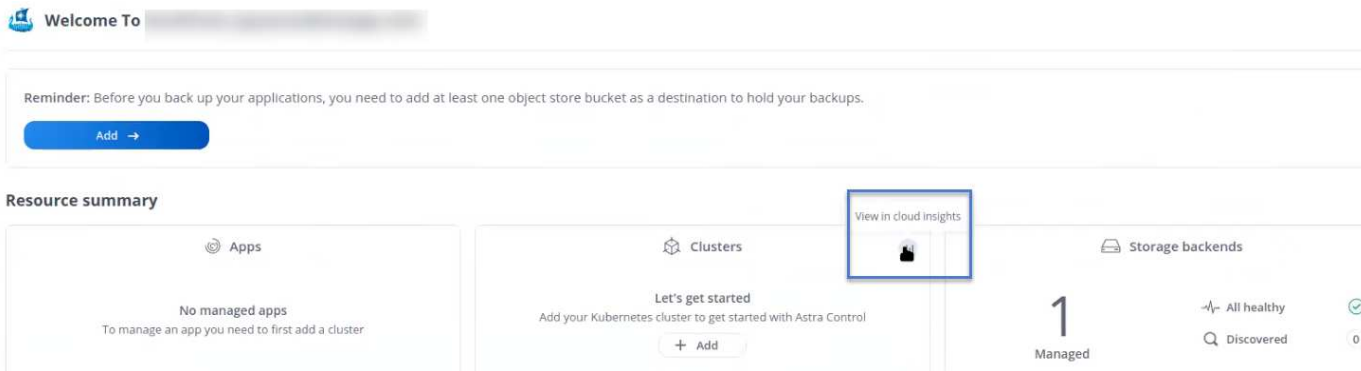 Welcome To
Reminder: Before you back up your applications, you need to add at least one object store bucket as a destination to hold your backups.
Add →
Resource summary
View in cloud insights
Apps
Clusters
Storage backends
No managed apps
To manage an app you need to first add a cluster
Let's get started
Add your Kubernetes cluster to get started with Astra Control
+ Add
1
Managed
All healthy
Discovered
0